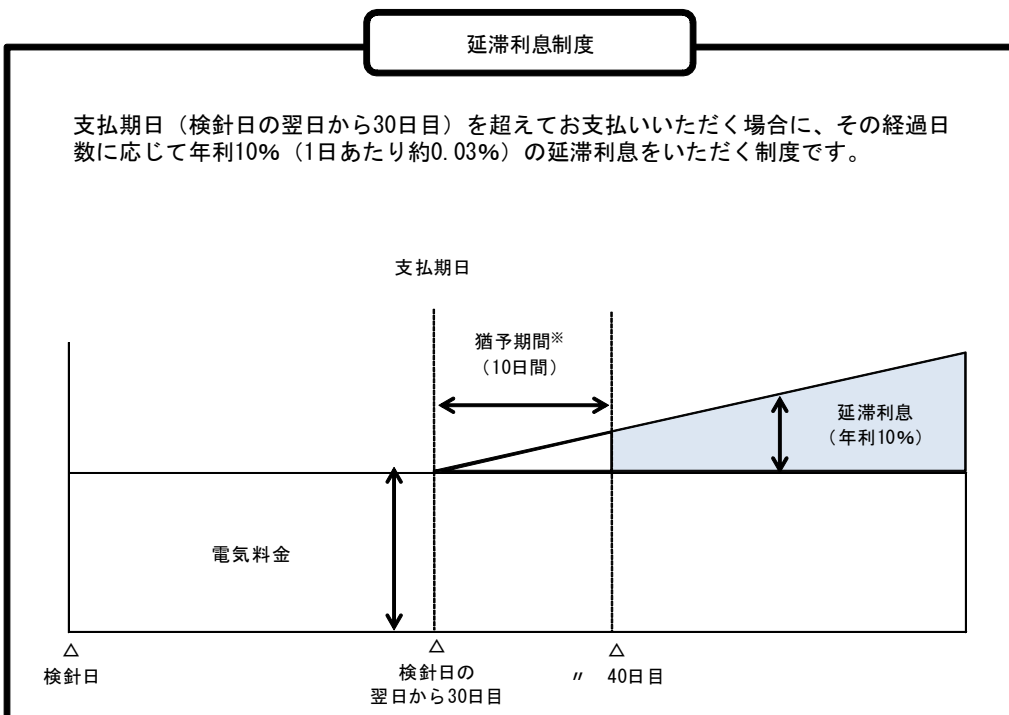 延滞利息制度
支払期日（検針日の翌日から30日目）を超えてお支払いいただく場合に、その経過日
数に応じて年利10%（1日あたり約0.03%）の延滞利息をいただく制度です。
支払期日
猶予期間※
（10日間）
延滞利息
（年利10%）
電気料金
△
検針日
△
検針日の
翌日から30日目
△
〃 40日目